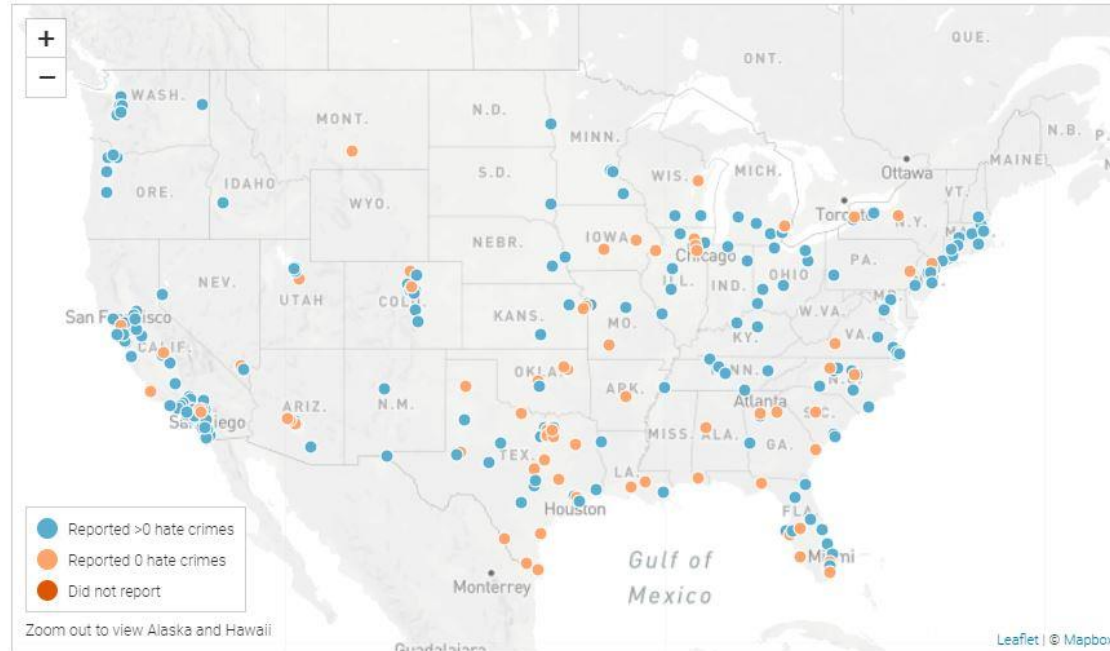 +
−
WASH.
MONT.
N.D.
MINN.
ONT.
QUE.
N.B.
MAINE
Ottawa
ORE.
IDAHO
WYO.
S.D.
WIS.
MICH.
VT.
N.Y.
NEBR.
IOWA
Chicago
PA.
NEV.
UTAH
ILL.
IND.
OHIO
San Francisco
KANS.
MO.
W.VA.
VA.
CALIF.
KY.
OKLA.
ARK.
San Diego
ARIZ.
N.M.
Atlanta
S.C.
MISS.
ALA.
GA.
TEX.
LA.
Houston
FLA.
Miami
Gulf of
Mexico
Monterrey
Guadalajara
Reported >0 hate crimes
Reported 0 hate crimes
Did not report
Zoom out to view Alaska and Hawaii
Leaflet | © Mapbox